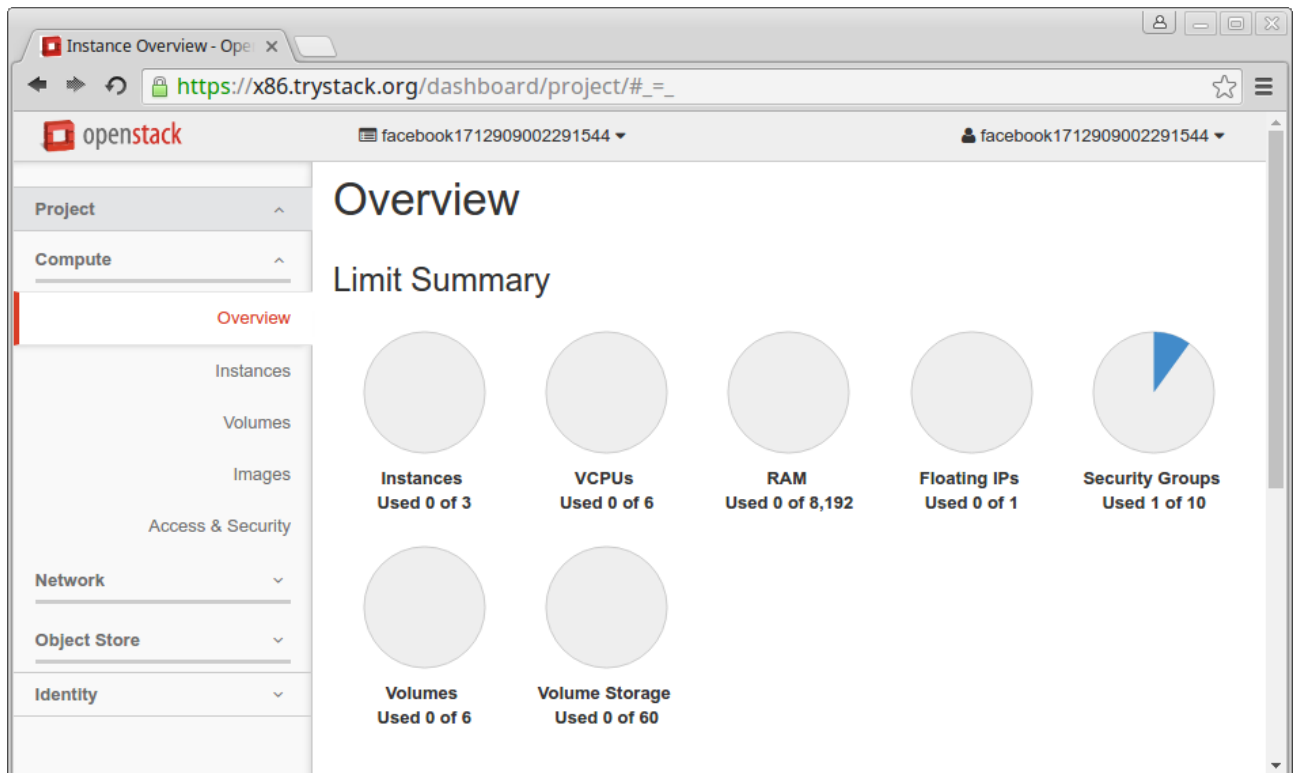 Instance Overview - Ope
https://x86.trystack.org/dashboard/project/#_=_
openstack
facebook1712909002291544
facebook1712909002291544
Project
Compute
Overview
Instances
Volumes
Images
Access & Security
Network
Object Store
Identity
Overview
Limit Summary
Instances
Used 0 of 3
VCPUs
Used 0 of 6
RAM
Used 0 of 8,192
Floating IPs
Used 0 of 1
Security Groups
Used 1 of 10
Volumes
Used 0 of 6
Volume Storage
Used 0 of 60